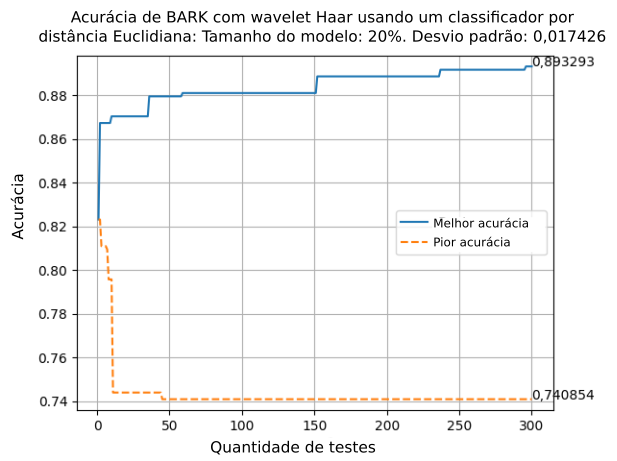 Acurácia de BARK com wavelet Haar usando um classificador por
distância Euclidiana: Tamanho do modelo: 20%. Desvio padrão: 0,017426
0,893293
0.88
0.86
0.84
0.82
0.80
0.78
0.76
0.74
Acurácia
Melhor acurácia
Pior acurácia
0,740854
0
50
100
150
200
250
300
Quantidade de testes